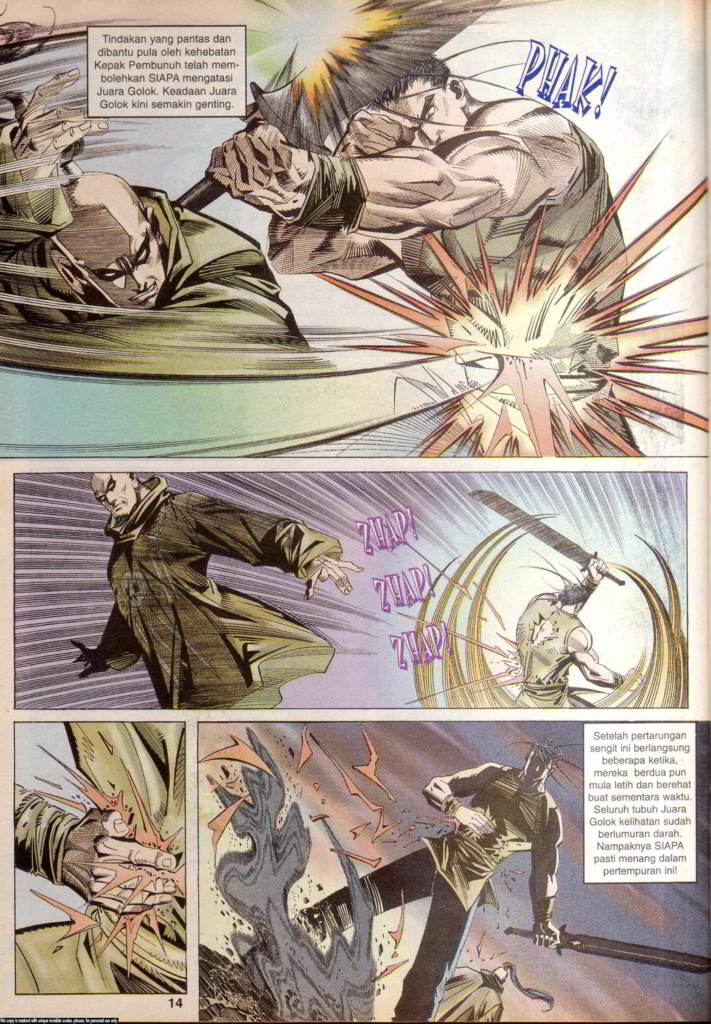 Tindakan yang pantas dan
dibantu pula oleh kehebatan
Kepak Pembunuh telah mem-
bolehkan SIAPA mengatasi
Juara Golok. Keadaan Juara
Golok kini semakin genting.
PHAK!
ZHAP!
ZHAP!
ZHAP!
Setelah pertarungan
sengit ini berlangsung
beberapa ketika,
mereka berdua pun
mula letih dan berehat
buat sementara waktu.
Seluruh tubuh Juara
Golok kelihatan sudah
berlumuran darah.
Nampaknya SIAPA
pasti menang dalam
pertempuran ini!
14